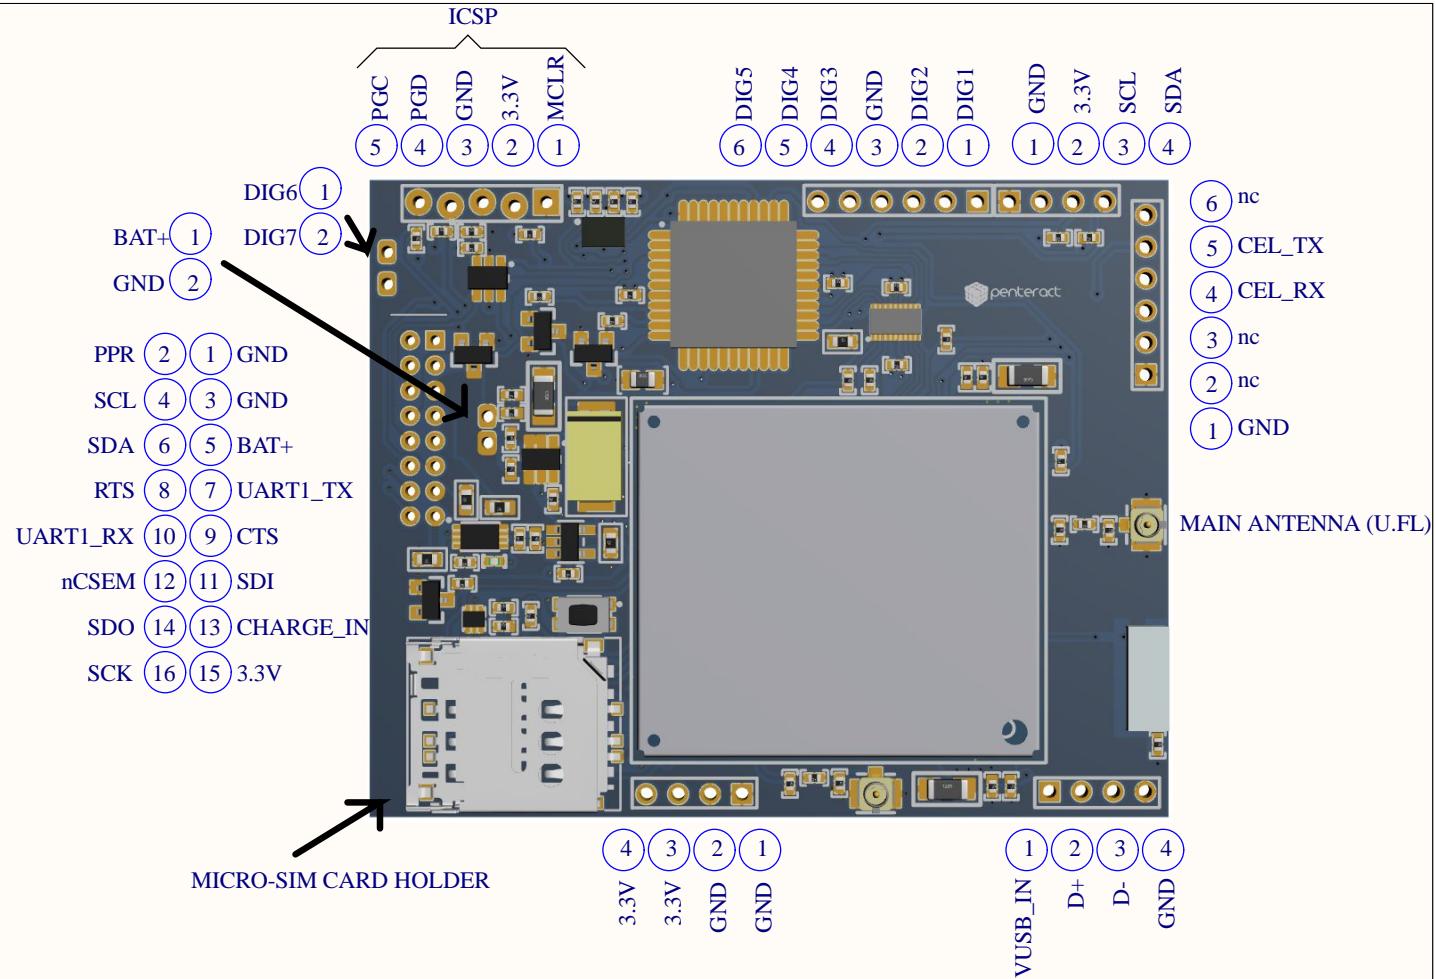 ICSP
PGC
PGD
GND
3.3V
MCLR
5
4
3
2
1
DIG5
DIG4
DIG3
GND
DIG2
DIG1
6
5
4
3
2
1
GND
3.3V
SCL
SDA
1
2
3
4
DIG6 1
DIG7 2
BAT+ 1
GND 2
6 nc
5 CEL_TX
4 CEL_RX
3 nc
2 nc
1 GND
penteract
PPR 2 1 GND
SCL 4 3 GND
SDA 6 5 BAT+
RTS 8 7 UART1_TX
UART1_RX 10 9 CTS
nCSEM 12 11 SDI
SDO 14 13 CHARGE_IN
SCK 16 15 3.3V
MAIN ANTENNA (U.FL)
MICRO-SIM CARD HOLDER
4
3
2
1
3.3V
3.3V
GND
GND
1
2
3
4
VUSB_IN
D+
D-
GND